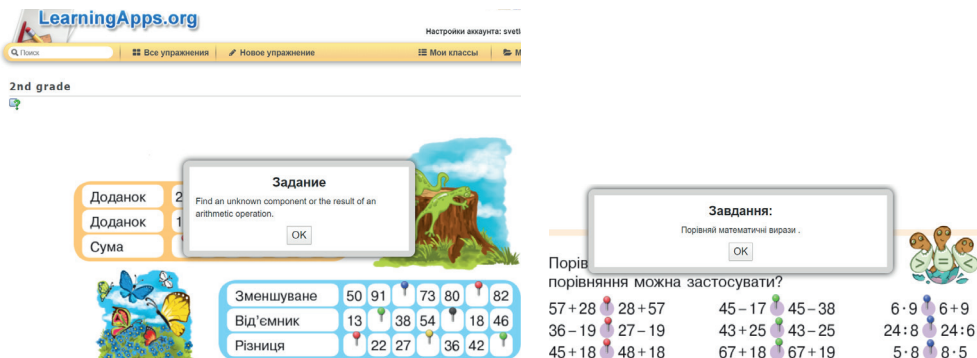 LearningApps.org
Настройки аккаунта: svetl
Поиск
Все упражнения
Новое упражнение
Мои классы
2nd grade
Задание
Find an unknown component or the result of an
arithmetic operation.
OK
Доданок 2
Доданок 1
Сума
Зменшуване 50 91 73 80 82
Від’ємник 13 38 54 18 46
Різниця 22 27 36 42
Завдання:
Порівняй математичні вирази .
OK
Порів
порівняння можна застосувати?
57+28 28+57 45–17 45–38 6·9 6+9
36–19 27–19 43+25 43–25 24:8 24:6
45+18 48+18 67+18 67+19 5·8 8·5
> = <